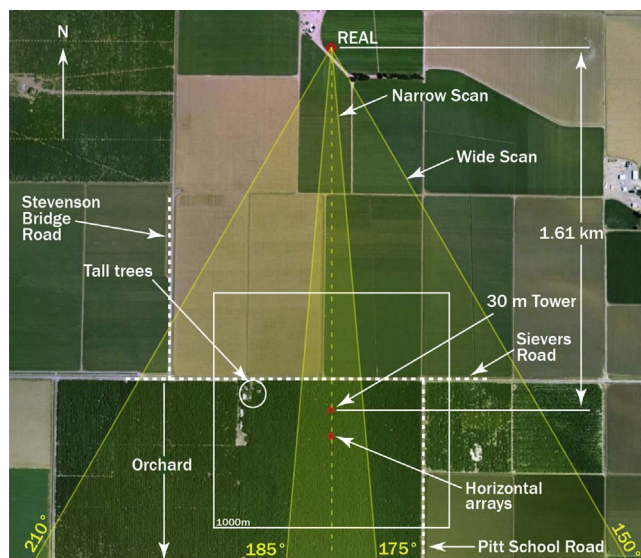 N
REAL
Narrow Scan
Wide Scan
Stevenson
Bridge
Road
1.61 km
Tall trees
30 m Tower
Sievers
Road
Orchard
Horizontal
arrays
1000m
210°
185°
175°
150°
Pitt School Road